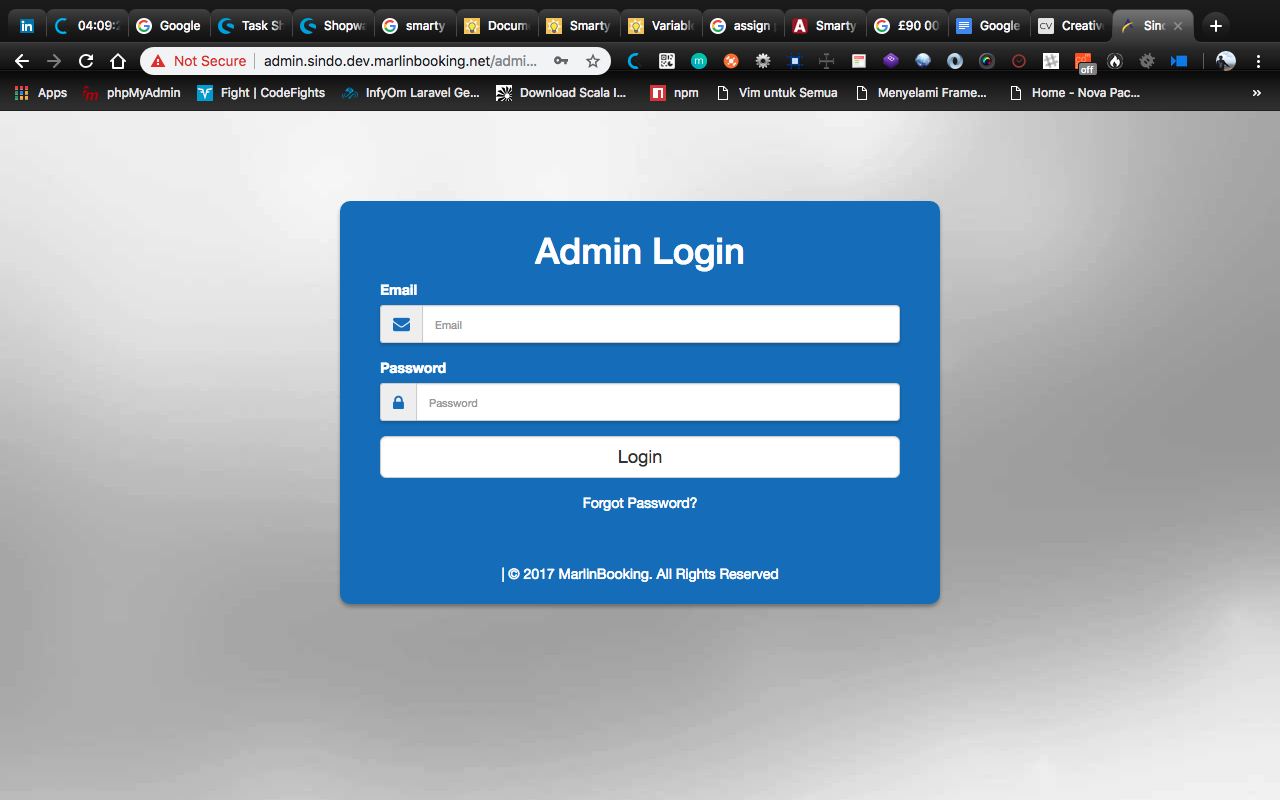 04:09:2 Google Task Sh Shopwa smarty Docum Smarty Variabl assign Smarty £90 00 Google Creativ Sind
Not Secure admin.sindo.dev.marlinbooking.net/admi... off
Apps phpMyAdmin Fight | CodeFights InfyOm Laravel Ge... Download Scala I... npm Vim untuk Semua Menyelami Frame... Home - Nova Pac... »
Admin Login
Email
Email
Password
Password
Login
Forgot Password?
| © 2017 MarlinBooking. All Rights Reserved